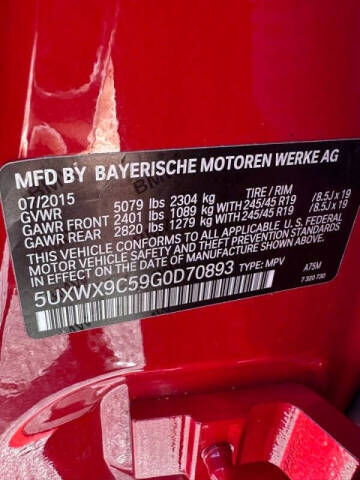 MFD BY BAYERISCHE MOTOREN WERKE AG
07/2015 TIRE / RIM
GVWR 5079 lbs 2304 kg
GAWR FRONT 2401 lbs 1089 kg WITH 245/45 R19 / 8.5J x 19
GAWR REAR 2820 lbs 1279 kg WITH 245/45 R19 / 8.5J x 19
THIS VEHICLE CONFORMS TO ALL APPLICABLE U.S. FEDERAL
MOTOR VEHICLE SAFETY STANDARDS IN EFFECT ON THE
DATE OF MANUFACTURE SHOWN ABOVE.
5UXWX9C59G0D70893 TYPE: MPV A75M
7 320 730